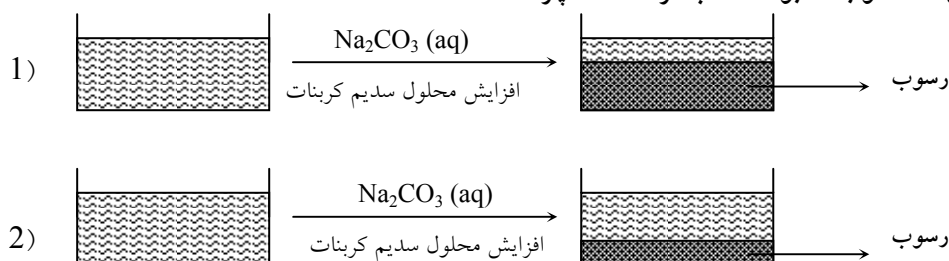 1) Na₂CO₃ (aq)
افزایش محلول سدیم کربنات
رسوب
2) Na₂CO₃ (aq)
افزایش محلول سدیم کربنات
رسوب